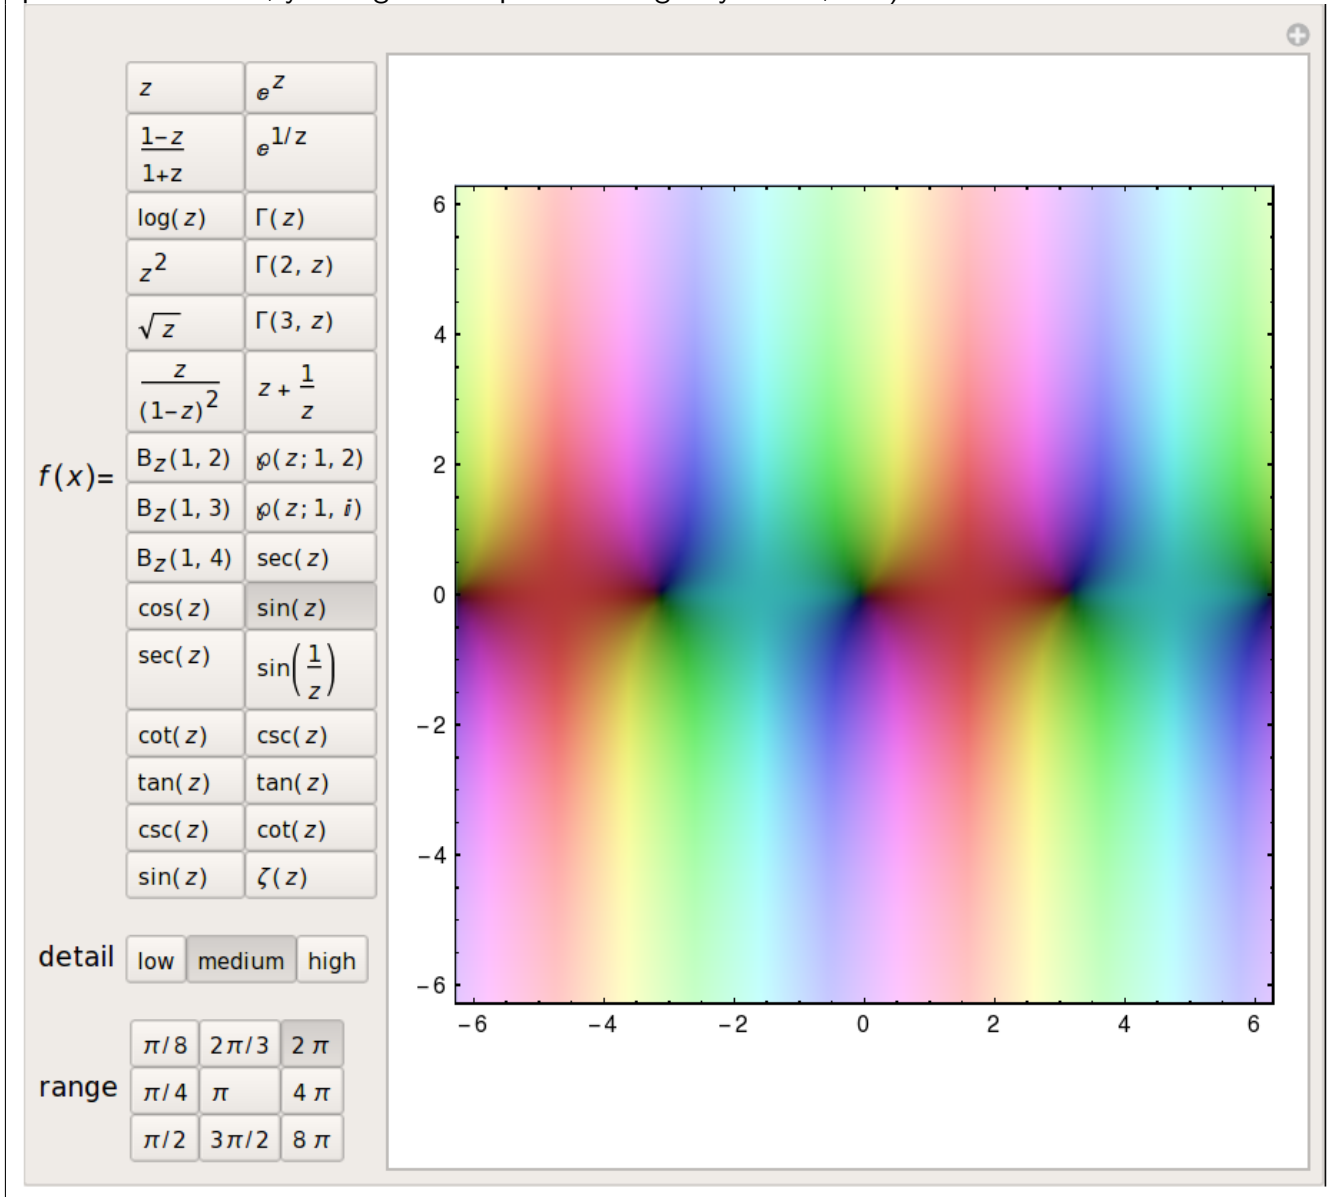 z e^z
1−z/1+z e^1/z
log(z) Γ(z)
z^2 Γ(2, z)
√z Γ(3, z)
z/(1−z)^2 z + 1/z
f(x)= B_z(1, 2) ℘(z; 1, 2)
B_z(1, 3) ℘(z; 1, i)
B_z(1, 4) sec(z)
cos(z) sin(z)
sec(z) sin(1/z)
cot(z) csc(z)
tan(z) tan(z)
csc(z) cot(z)
sin(z) ζ(z)
detail low medium high
range
π/8 2π/3 2 π
π/4 π 4 π
π/2 3π/2 8 π
6
4
2
0
−2
−4
−6
−6 −4 −2 0 2 4 6